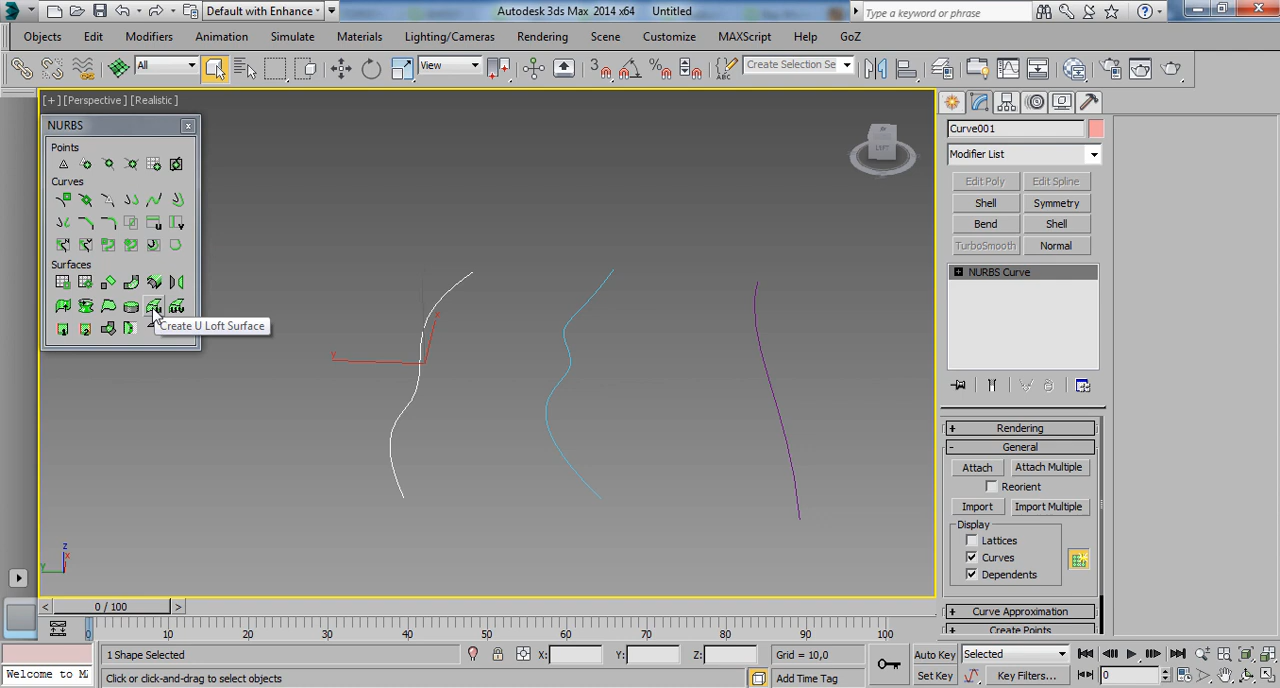 Default with Enhance
Autodesk 3ds Max 2014 x64 Untitled
Type a keyword or phrase
Objects Edit Modifiers Animation Simulate Materials Lighting/Cameras Rendering Scene Customize MAXScript Help GoZ
All View 3 ABC Create Selection Se
[+] [Perspective] [Realistic]
NURBS x
Points
Curves
Surfaces
Create U Loft Surface
LEFT
Curve001
Modifier List
Edit Poly Edit Spline
Shell Symmetry
Bend Shell
TurboSmooth Normal
NURBS Curve
+ Rendering
- General
Attach Attach Multiple
Reorient
Import Import Multiple
Display
Lattices
Curves
Dependents
+ Curve Approximation
+ Create Points
z
x
y
< 0 / 100 >
0 10 20 30 40 50 60 70 80 90 100
1 Shape Selected X: Y: Z: Grid = 10,0 Auto Key Selected
Welcome to M
Click or click-and-drag to select objects Add Time Tag Set Key Key Filters... 0